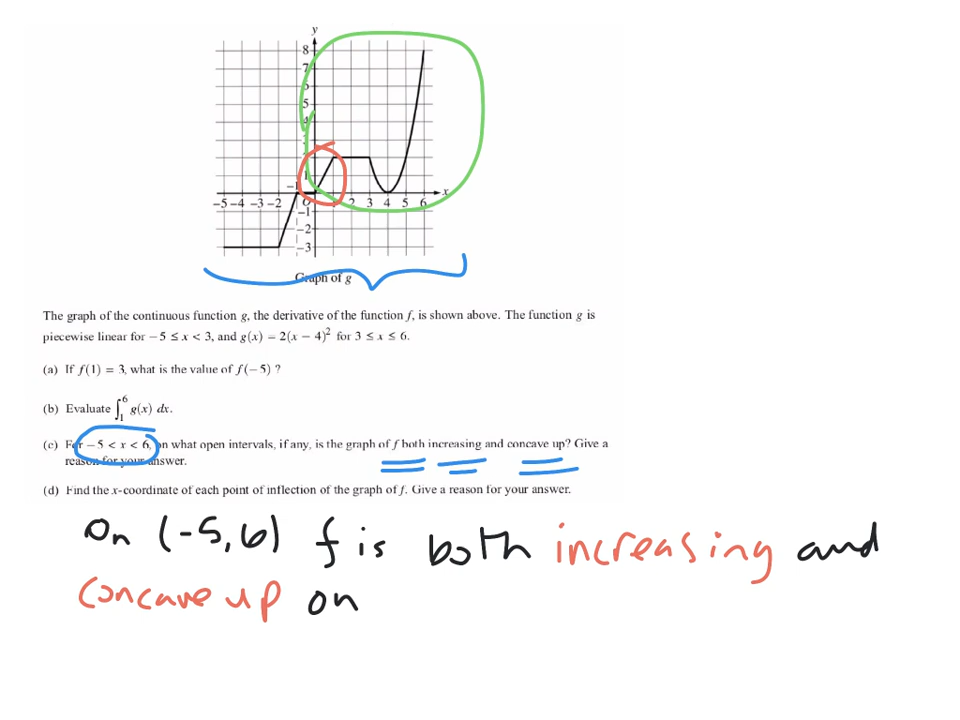 y
8
7
6
5
4
1
-1
x
-5 -4 -3 -2 O 2 3 4 5 6
-1
-2
-3
Graph of g
The graph of the continuous function g, the derivative of the function f, is shown above. The function g is
piecewise linear for −5 ≤ x < 3, and g(x) = 2(x − 4)² for 3 ≤ x ≤ 6.
(a) If f(1) = 3, what is the value of f(−5) ?
(b) Evaluate ∫₁⁶ g(x) dx.
(c) For −5 < x < 6, on what open intervals, if any, is the graph of f both increasing and concave up? Give a
reason for your answer.
(d) Find the x-coordinate of each point of inflection of the graph of f. Give a reason for your answer.
On (-5,6) f is both increasing and
concave up on